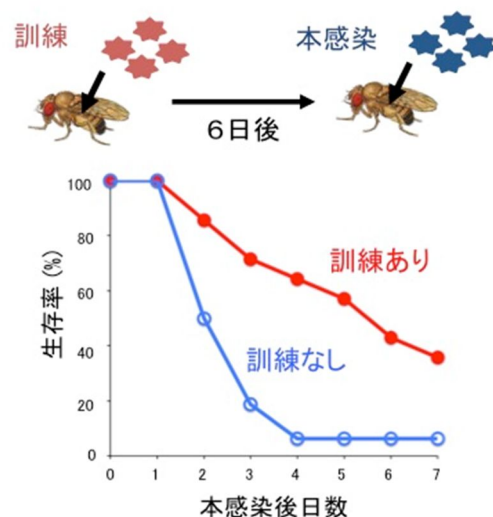 訓練
本感染
6日後
100
80
60
40
20
0
生存率(%)
訓練あり
訓練なし
0 1 2 3 4 5 6 7
本感染後日数